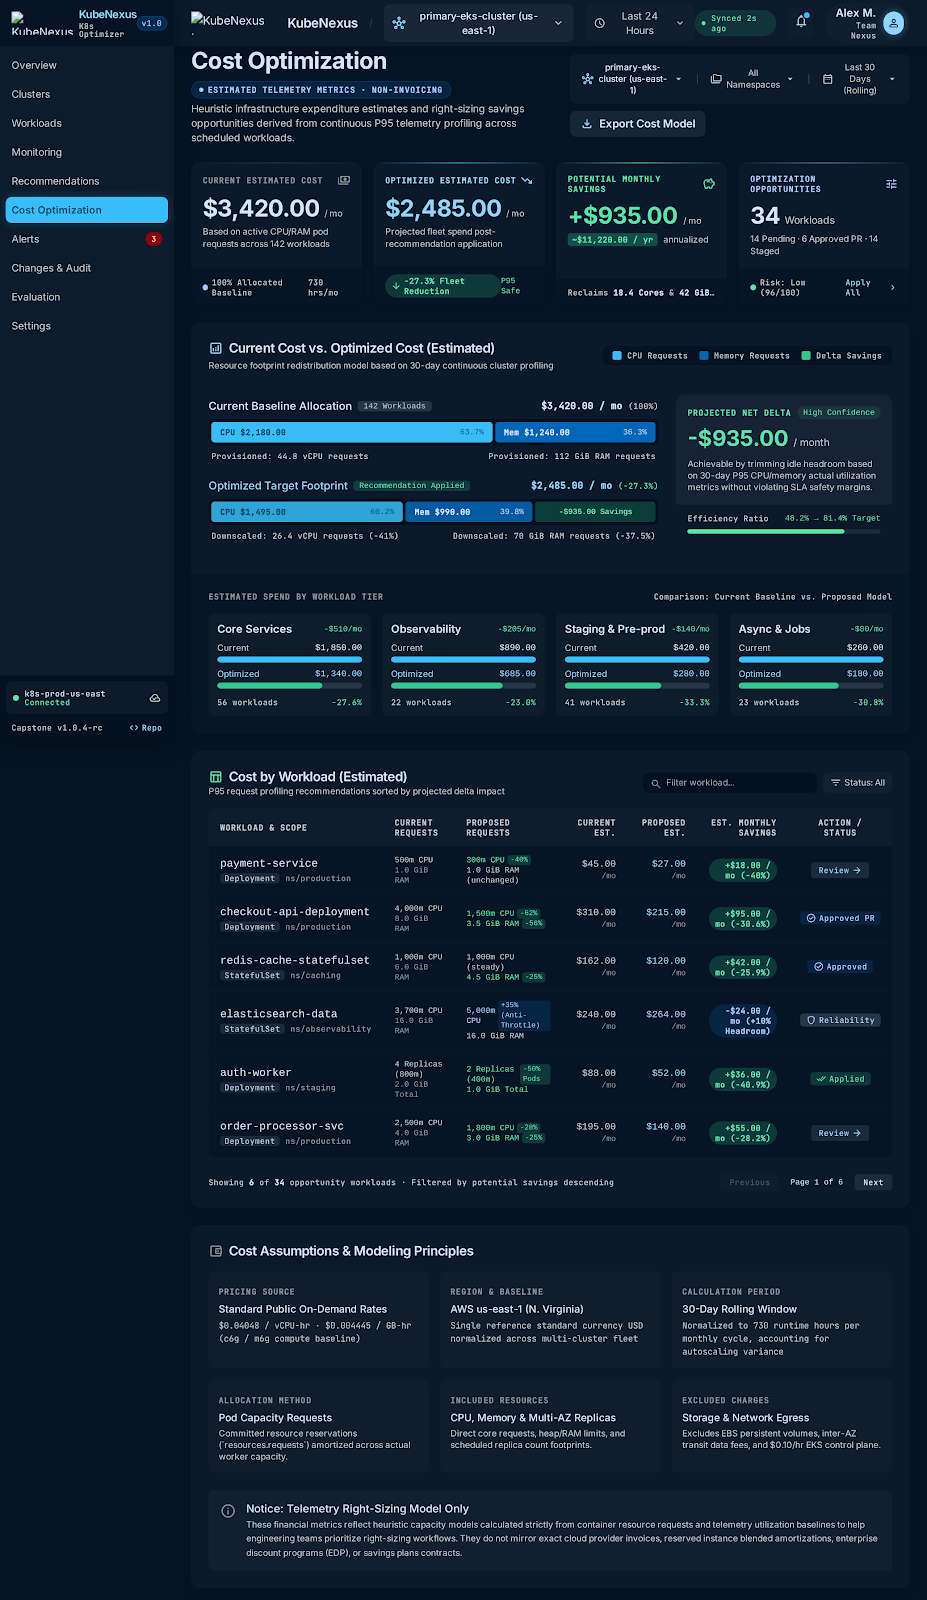 KubeNexus
KubeNexus
K8s
Optimizer
v1.0
Overview
Clusters
Workloads
Monitoring
Recommendations
Cost Optimization
Alerts
3
Changes & Audit
Evaluation
Settings
k8s-prod-us-east
Connected
Capstone v1.0.4-rc
Repo
KubeNexus
KubeNexus
/
primary-eks-cluster (us-
east-1)
Last 24
Hours
Synced 2s
ago
Alex M.
Team
Nexus
Cost Optimization
ESTIMATED TELEMETRY METRICS · NON-INVOICING
Heuristic infrastructure expenditure estimates and right-sizing savings
opportunities derived from continuous P95 telemetry profiling across
scheduled workloads.
primary-eks-
cluster (us-east-
1)
All
Namespaces
Last 30
Days
(Rolling)
Export Cost Model
CURRENT ESTIMATED COST
$3,420.00 / mo
Based on active CPU/RAM pod
requests across 142 workloads
100% Allocated
Baseline
730
hrs/mo
OPTIMIZED ESTIMATED COST
$2,485.00 / mo
Projected fleet spend post-
recommendation application
-27.3% Fleet
Reduction
P95
Safe
POTENTIAL MONTHLY
SAVINGS
+$935.00 / mo
~$11,220.00 / yr annualized
Reclaims 18.4 Cores & 42 GiB…
OPTIMIZATION
OPPORTUNITIES
34 Workloads
14 Pending · 6 Approved PR · 14
Staged
Risk: Low
(96/100)
Apply
All
Current Cost vs. Optimized Cost (Estimated)
Resource footprint redistribution model based on 30-day continuous cluster profiling
CPU Requests
Memory Requests
Delta Savings
Current Baseline Allocation 142 Workloads
$3,420.00 / mo (100%)
CPU $2,180.00 63.7%
Mem $1,240.00 36.3%
Provisioned: 44.8 vCPU requests
Provisioned: 112 GiB RAM requests
Optimized Target Footprint Recommendation Applied
$2,485.00 / mo (-27.3%)
CPU $1,495.00 60.2%
Mem $990.00 39.8%
-$935.00 Savings
Downscaled: 26.4 vCPU requests (-41%)
Downscaled: 70 GiB RAM requests (-37.5%)
PROJECTED NET DELTA High Confidence
-$935.00 / month
Achievable by trimming idle headroom based
on 30-day P95 CPU/memory actual utilization
metrics without violating SLA safety margins.
Efficiency Ratio 48.2% → 81.4% Target
ESTIMATED SPEND BY WORKLOAD TIER
Comparison: Current Baseline vs. Proposed Model
Core Services -$510/mo
Current $1,850.00
Optimized $1,340.00
56 workloads -27.6%
Observability -$205/mo
Current $890.00
Optimized $685.00
22 workloads -23.0%
Staging & Pre-prod -$140/mo
Current $420.00
Optimized $280.00
41 workloads -33.3%
Async & Jobs -$80/mo
Current $260.00
Optimized $180.00
23 workloads -30.8%
Cost by Workload (Estimated)
P95 request profiling recommendations sorted by projected delta impact
Filter workload...
Status: All
WORKLOAD & SCOPE
CURRENT
REQUESTS
PROPOSED
REQUESTS
CURRENT
EST.
PROPOSED
EST.
EST. MONTHLY
SAVINGS
ACTION /
STATUS
payment-service
Deployment ns/production
500m CPU
1.0 GiB
RAM
300m CPU -40%
1.0 GiB RAM
(unchanged)
$45.00
/mo
$27.00
/mo
+$18.00 /
mo (-40%)
Review →
checkout-api-deployment
Deployment ns/production
4,000m CPU
8.0 GiB
RAM
1,500m CPU -62%
3.5 GiB RAM -56%
$310.00
/mo
$215.00
/mo
+$95.00 /
mo (-30.6%)
Approved PR
redis-cache-statefulset
StatefulSet ns/caching
1,000m CPU
6.0 GiB
RAM
1,000m CPU
(steady)
4.5 GiB RAM -25%
$162.00
/mo
$120.00
/mo
+$42.00 /
mo (-25.9%)
Approved
elasticsearch-data
StatefulSet ns/observability
3,700m CPU
16.0 GiB
RAM
5,000m
CPU
+35%
(Anti-
Throttle)
16.0 GiB RAM
$240.00
/mo
$264.00
/mo
-$24.00 /
mo (+10%
Headroom)
Reliability
auth-worker
Deployment ns/staging
4 Replicas
(800m)
2.0 GiB
Total
2 Replicas
(400m)
-50%
Pods
1.0 GiB Total
$88.00
/mo
$52.00
/mo
+$36.00 /
mo (-40.9%)
Applied
order-processor-svc
Deployment ns/production
2,500m CPU
4.0 GiB
RAM
1,800m CPU -28%
3.0 GiB RAM -25%
$195.00
/mo
$140.00
/mo
+$55.00 /
mo (-28.2%)
Review →
Showing 6 of 34 opportunity workloads · Filtered by potential savings descending
Previous
Page 1 of 6
Next
Cost Assumptions & Modeling Principles
PRICING SOURCE
Standard Public On-Demand Rates
$0.04048 / vCPU-hr · $0.004445 / GB-hr
(c6g / m6g compute baseline)
REGION & BASELINE
AWS us-east-1 (N. Virginia)
Single reference standard currency USD
normalized across multi-cluster fleet
CALCULATION PERIOD
30-Day Rolling Window
Normalized to 730 runtime hours per
monthly cycle, accounting for
autoscaling variance
ALLOCATION METHOD
Pod Capacity Requests
Committed resource reservations
(`resources.requests`) amortized across actual
worker capacity.
INCLUDED RESOURCES
CPU, Memory & Multi-AZ Replicas
Direct core requests, heap/RAM limits, and
scheduled replica count footprints.
EXCLUDED CHARGES
Storage & Network Egress
Excludes EBS persistent volumes, inter-AZ
transit data fees, and $0.10/hr EKS control plane.
Notice: Telemetry Right-Sizing Model Only
These financial metrics reflect heuristic capacity models calculated strictly from container resource requests and telemetry utilization baselines to help
engineering teams prioritize right-sizing workflows. They do not mirror exact cloud provider invoices, reserved instance blended amortizations, enterprise
discount programs (EDP), or savings plans contracts.